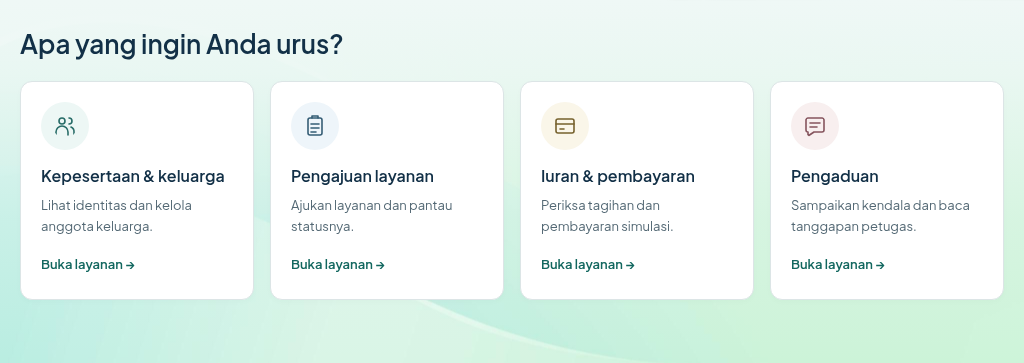 Apa yang ingin Anda urus?
Kepesertaan & keluarga
Lihat identitas dan kelola
anggota keluarga.
Buka layanan →
Pengajuan layanan
Ajukan layanan dan pantau
statusnya.
Buka layanan →
Iuran & pembayaran
Periksa tagihan dan
pembayaran simulasi.
Buka layanan →
Pengaduan
Sampaikan kendala dan baca
tanggapan petugas.
Buka layanan →